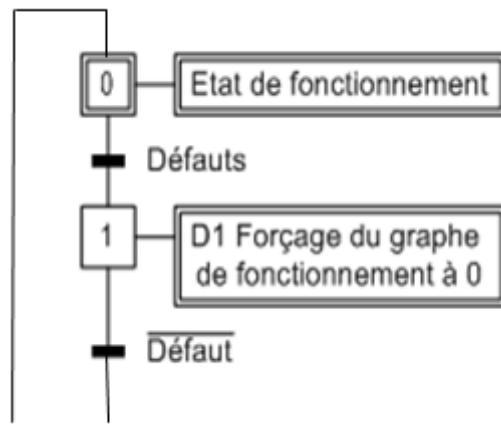 0
Etat de fonctionnement
Défauts
1
D1 Forçage du graphe
de fonctionnement à 0
Défaut